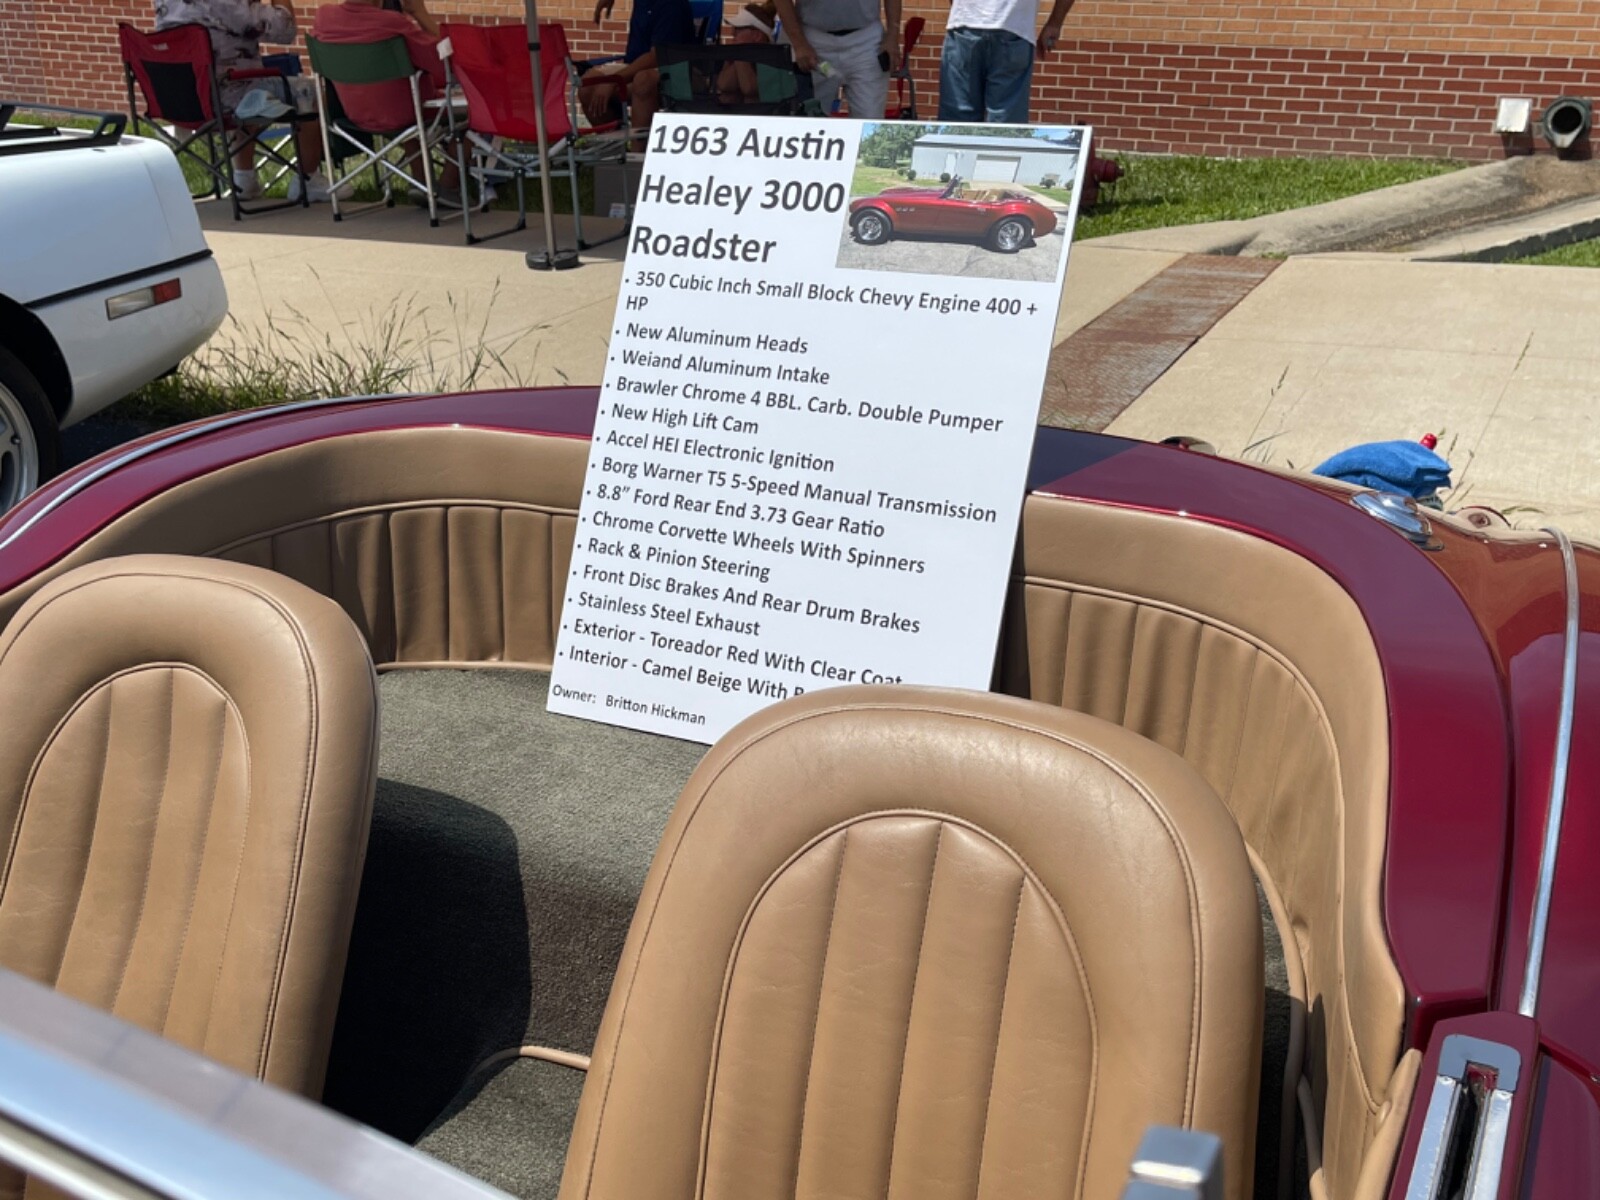 1963 Austin
Healey 3000
Roadster
· 350 Cubic Inch Small Block Chevy Engine 400 +
HP
· New Aluminum Heads
· Weiand Aluminum Intake
· Brawler Chrome 4 BBL. Carb. Double Pumper
· New High Lift Cam
· Accel HEI Electronic Ignition
· Borg Warner T5 5-Speed Manual Transmission
· 8.8" Ford Rear End 3.73 Gear Ratio
· Chrome Corvette Wheels With Spinners
· Rack & Pinion Steering
· Front Disc Brakes And Rear Drum Brakes
· Stainless Steel Exhaust
· Exterior - Toreador Red With Clear Coat
· Interior - Camel Beige With
Owner: Britton Hickman